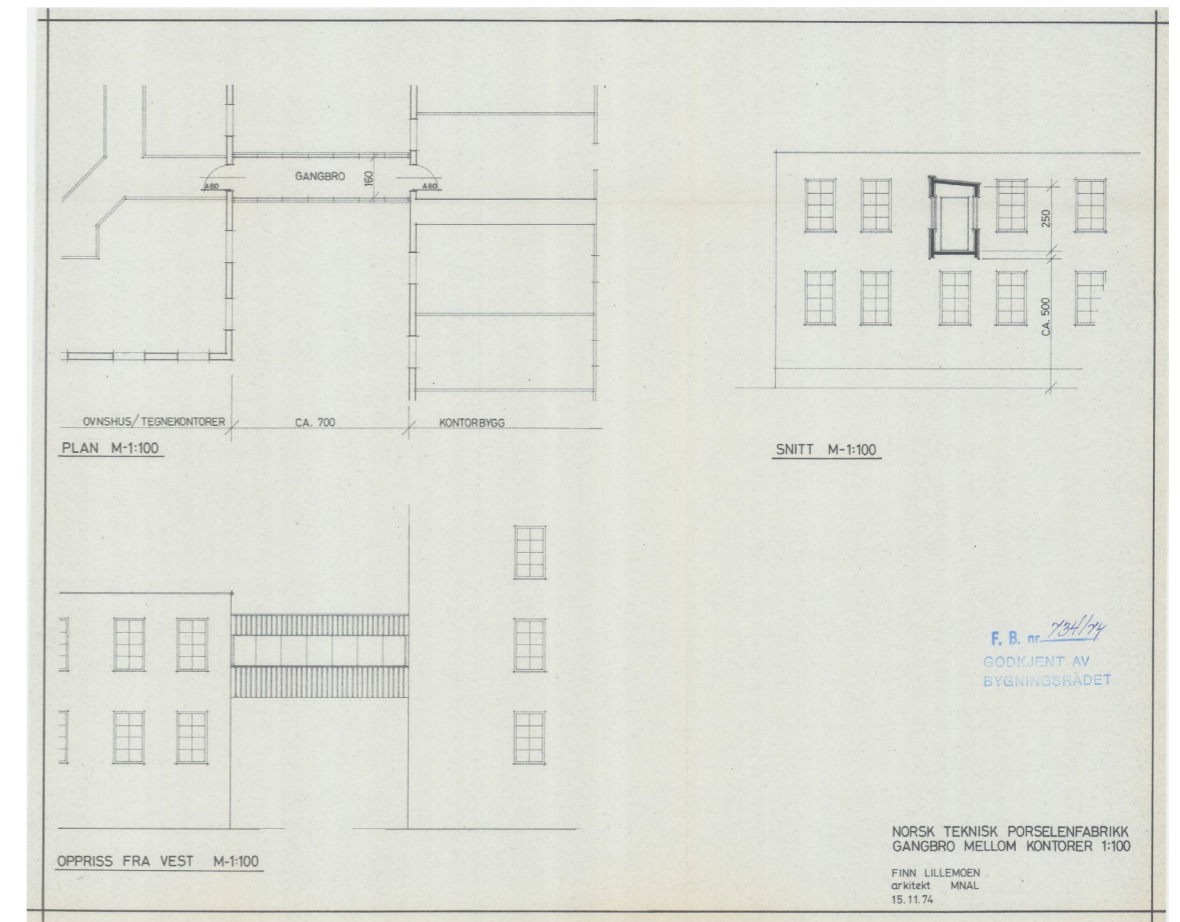 GANGBRO
160
A60
A60
OVNSHUS/TEGNEKONTORER
CA. 700
KONTORBYGG
PLAN M-1:100
250
CA. 500
SNITT M-1:100
OPPRISS FRA VEST M-1:100
F. B. nr. 734/74
GODKJENT AV
BYGNINGSRÅDET
NORSK TEKNISK PORSELENFABRIKK
GANGBRO MELLOM KONTORER 1:100
FINN LILLEMOEN
arkitekt MNAL
15.11.74